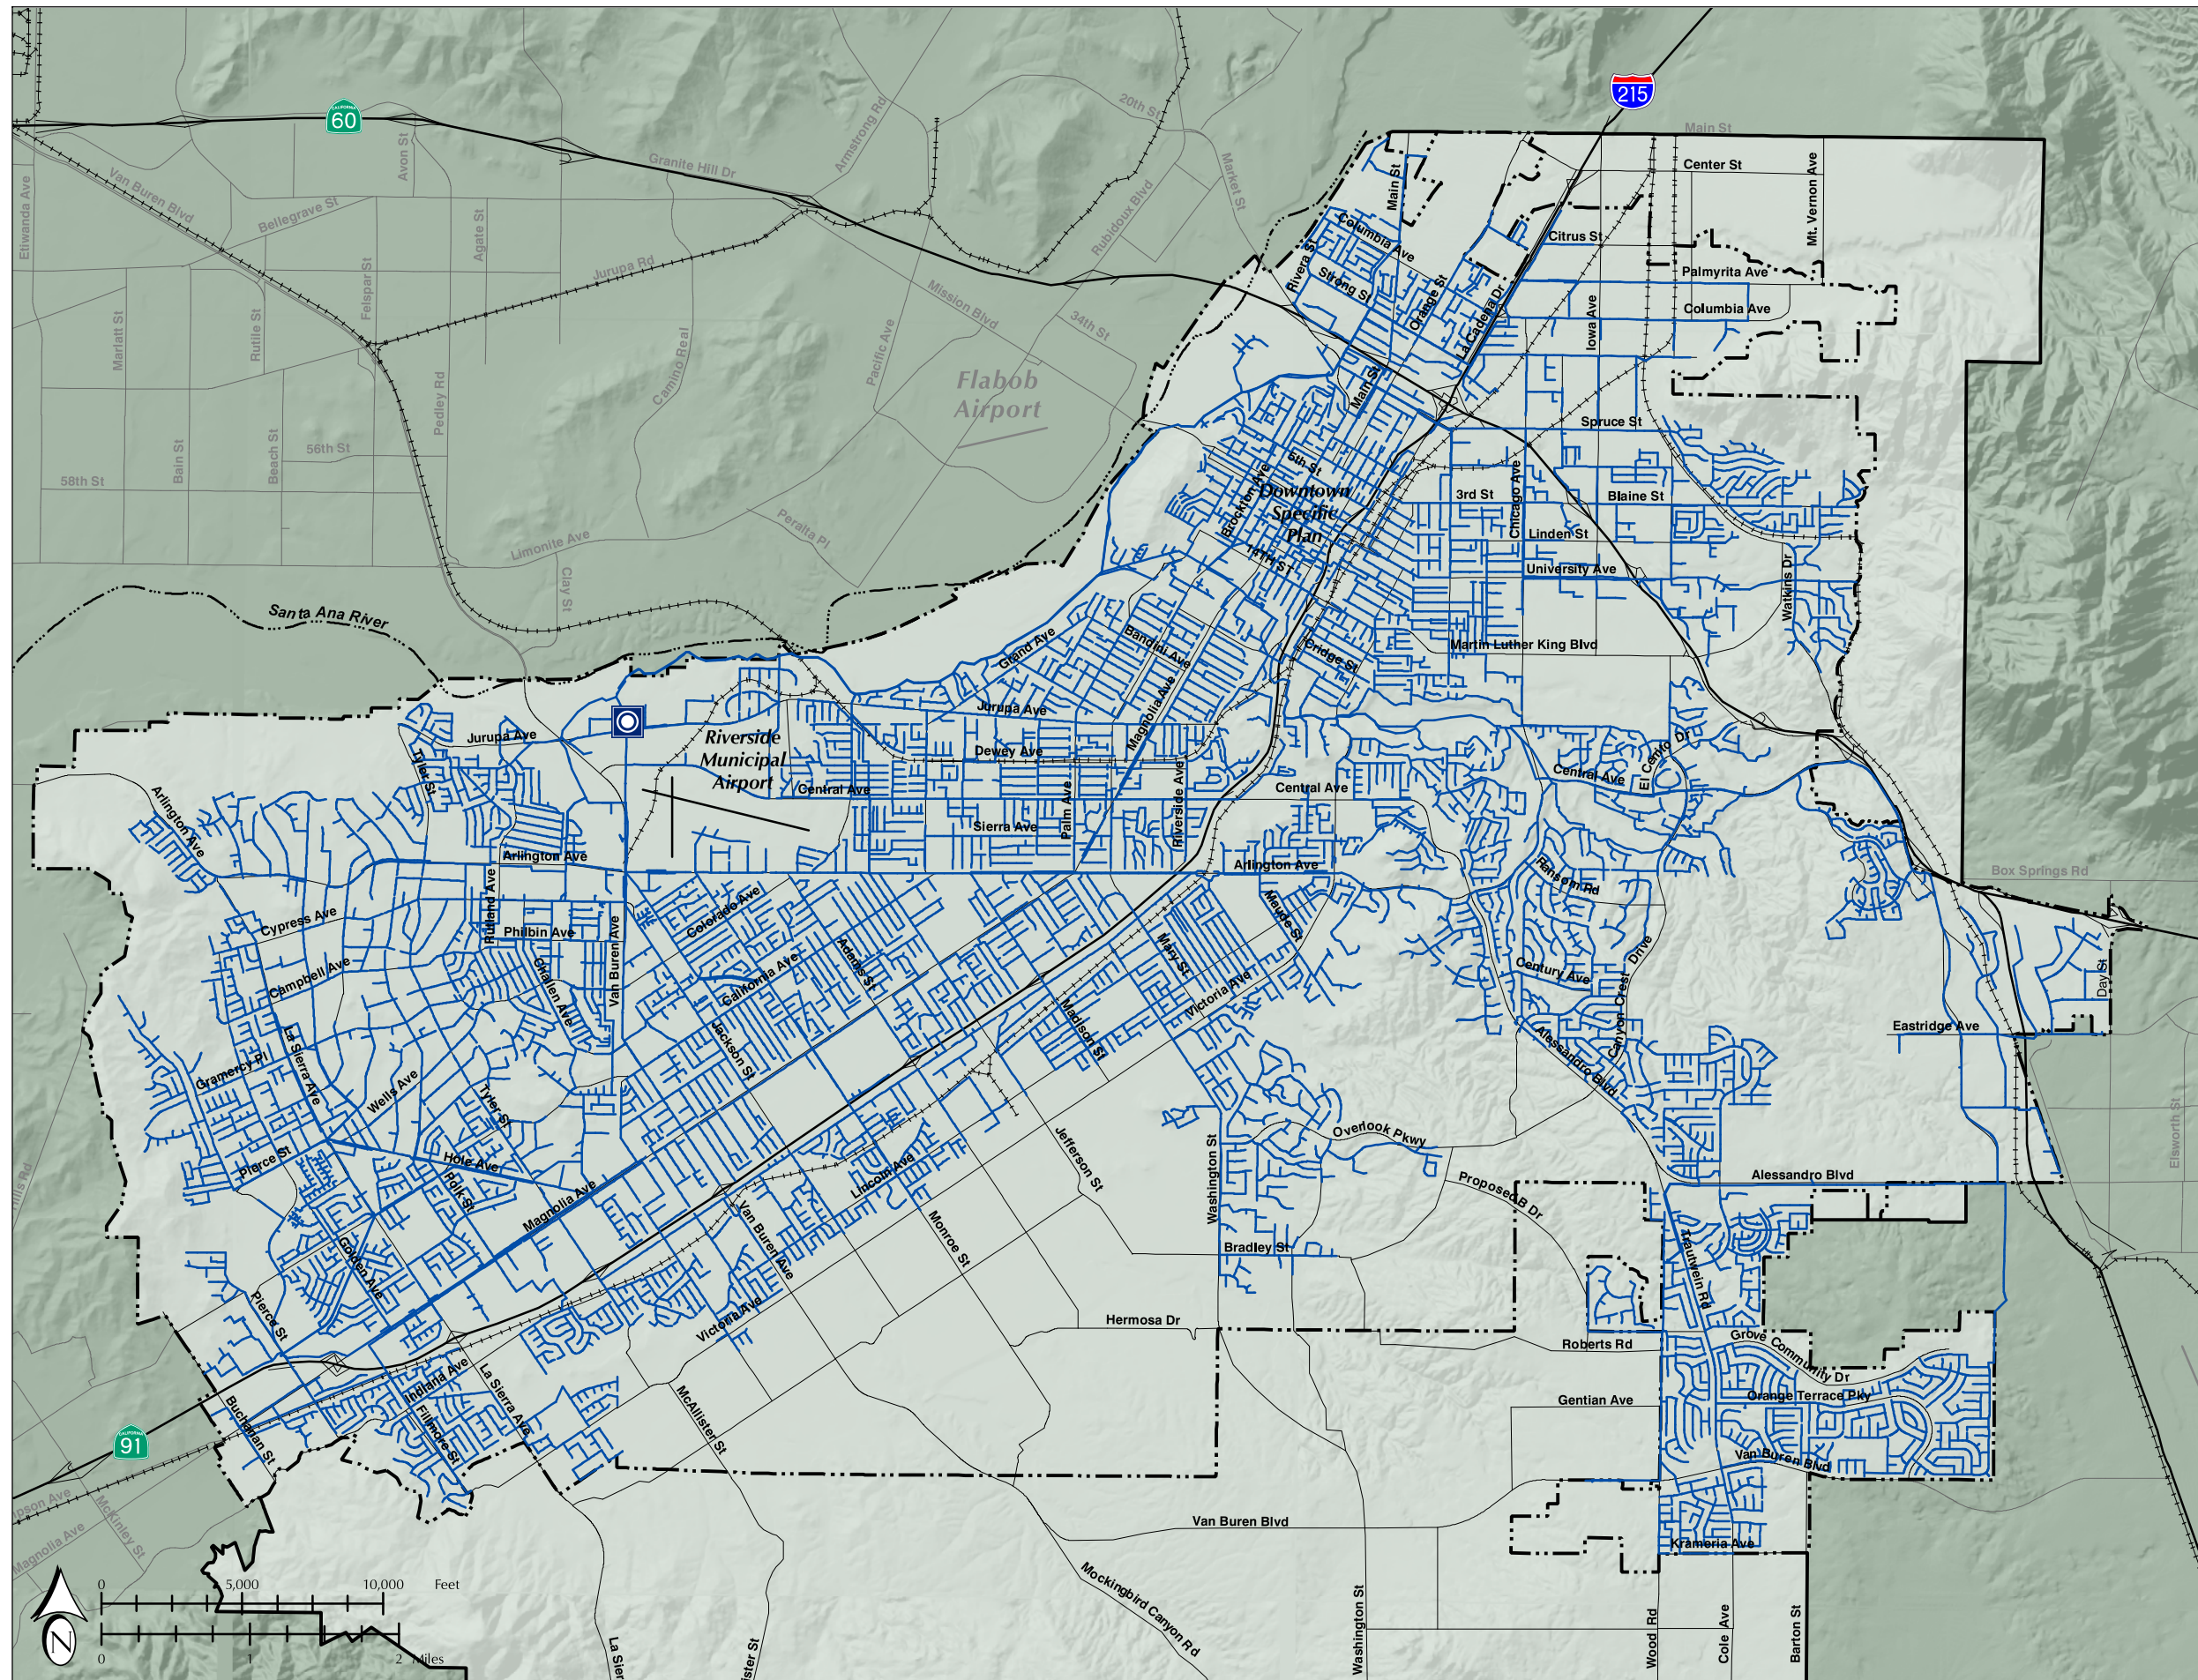 215
60
CALIFORNIA
Main St
20th St
Armstrong Rd
Avon St
Granite Hill Dr
Market St
Center St
Main St
Mt. Vernon Ave
Van Buren Blvd
Bellegrave St
Rubidoux Blvd
Etiwanda Ave
Agate St
Columbia Ave
Citrus St
Rivera St
Jurupa Rd
Felspar St
Strong St
Palmyrita Ave
Mission Blvd
Orange St
La Cadena Dr
Columbia Ave
Iowa Ave
34th St
Marlatt St
Rutile St
Camino Real
Pacific Ave
Flabob
Airport
Main St
Pedley Rd
Spruce St
56th St
Bain St
Beach St
5th St
58th St
Brockton Ave
Downtown
Specific
Plan
3rd St
Chicago Ave
Blaine St
Peralta Pl
Limonite Ave
Linden St
14TH ST
University Ave
Clay St
Watkins Dr
Santa Ana River
Grand Ave
Bandini Ave
Cridge St
Martin Luther King Blvd
Jurupa Ave
Magnolia Ave
Jurupa Ave
Riverside
Municipal
Airport
Dewey Ave
Tyler St
El Cerrito Dr
Central Ave
Central Ave
Central Ave
Arlington Ave
Palm Ave
Riverside Ave
Sierra Ave
Arlington Ave
Arlington Ave
Box Springs Rd
Ransom Rd
Rutland Ave
Colorado Ave
Maude St
Cypress Ave
Philbin Ave
Van Buren Ave
Challen Ave
Adams St
Mary St
Campbell Ave
California Ave
Century Ave
Canyon Crest Drive
Day St
Victoria Ave
La Sierra Ave
Jackson St
Madison St
Eastridge Ave
Alessandro Blvd
Gramercy Pl
Wells Ave
Tyler St
Overlook Pkwy
Jefferson St
Elsworth St
Pierce St
Hole Ave
Polk St
Lincoln Ave
Washington St
Alessandro Blvd
Proposed B Dr
Magnolia Ave
Van Buren Ave
Monroe St
Bradley St
Golden Ave
Trautwein Rd
Pierce St
Victoria Ave
Hermosa Dr
Roberts Rd
Grove Community Dr
Indiana Ave
La Sierra Ave
McAllister St
Gentian Ave
Orange Terrace Pky
Buchanan St
Fillmore St
91
CALIFORNIA
Van Buren Blvd
McKinley St
Magnolia Ave
Van Buren Blvd
Krameria Ave
Mockingbird Canyon Rd
Washington St
Wood Rd
Cole Ave
Barton St
0
5,000
10,000
Feet
N
0
1
2
Miles